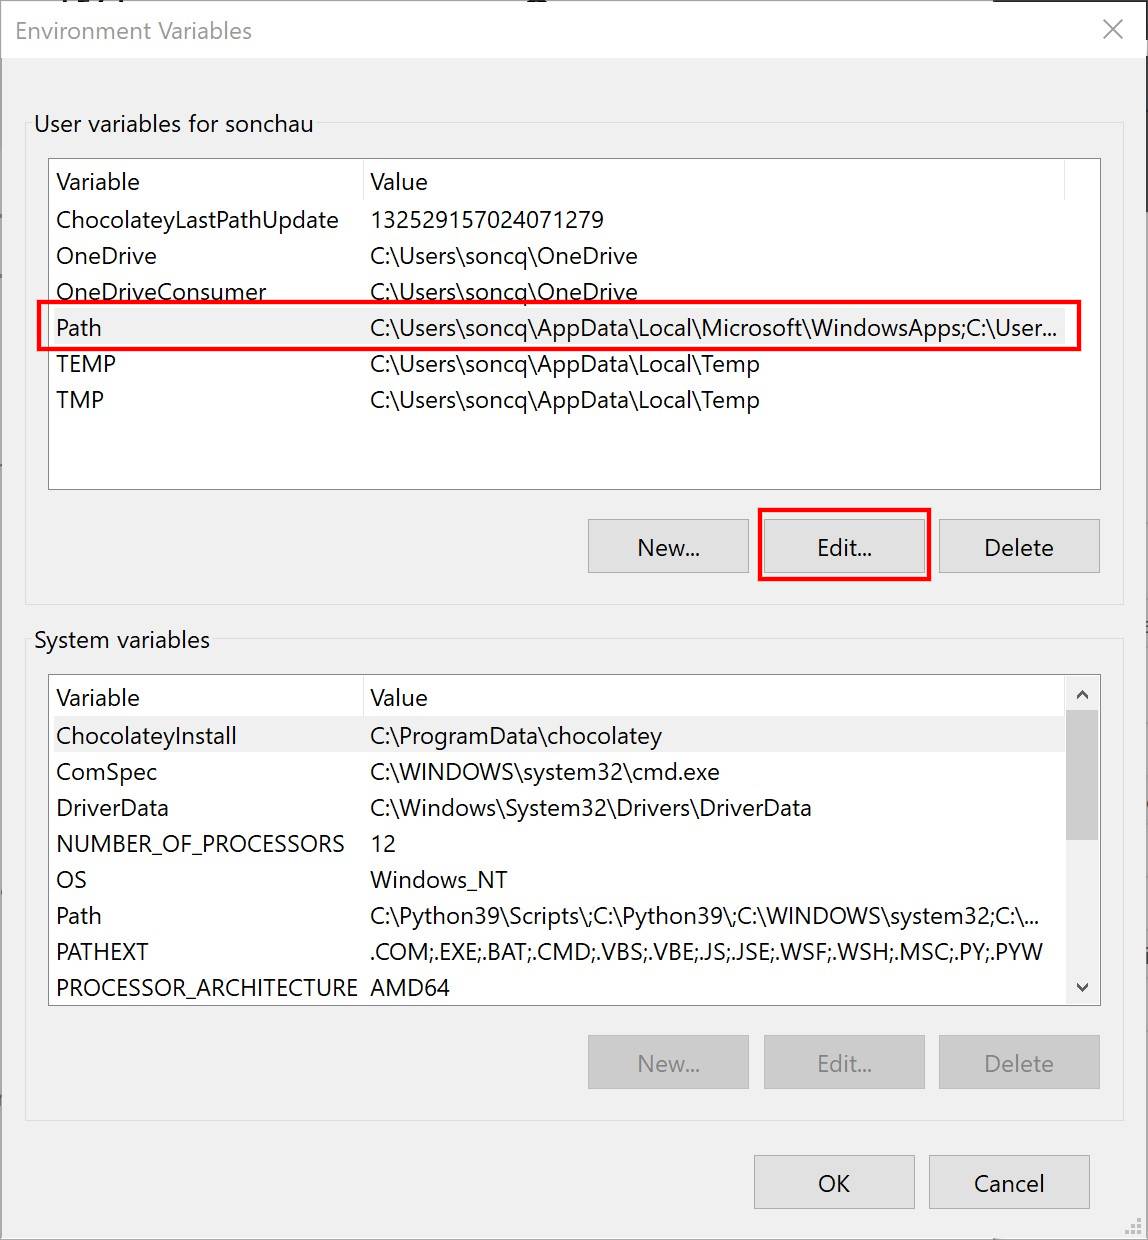 Environment Variables
User variables for sonchau
Variable Value
ChocolateyLastPathUpdate 132529157024071279
OneDrive C:\Users\soncq\OneDrive
OneDriveConsumer C:\Users\soncq\OneDrive
Path C:\Users\soncq\AppData\Local\Microsoft\WindowsApps;C:\User...
TEMP C:\Users\soncq\AppData\Local\Temp
TMP C:\Users\soncq\AppData\Local\Temp
New... Edit... Delete
System variables
Variable Value
ChocolateyInstall C:\ProgramData\chocolatey
ComSpec C:\WINDOWS\system32\cmd.exe
DriverData C:\Windows\System32\Drivers\DriverData
NUMBER_OF_PROCESSORS 12
OS Windows_NT
Path C:\Python39\Scripts\;C:\Python39\;C:\WINDOWS\system32;C:\...
PATHEXT .COM;.EXE;.BAT;.CMD;.VBS;.VBE;.JS;.JSE;.WSF;.WSH;.MSC;.PY;.PYW
PROCESSOR_ARCHITECTURE AMD64
New... Edit... Delete
OK Cancel